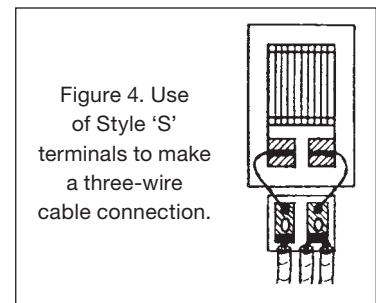 Figure 4. Use
of Style ‘S’
terminals to make
a three-wire
cable connection.